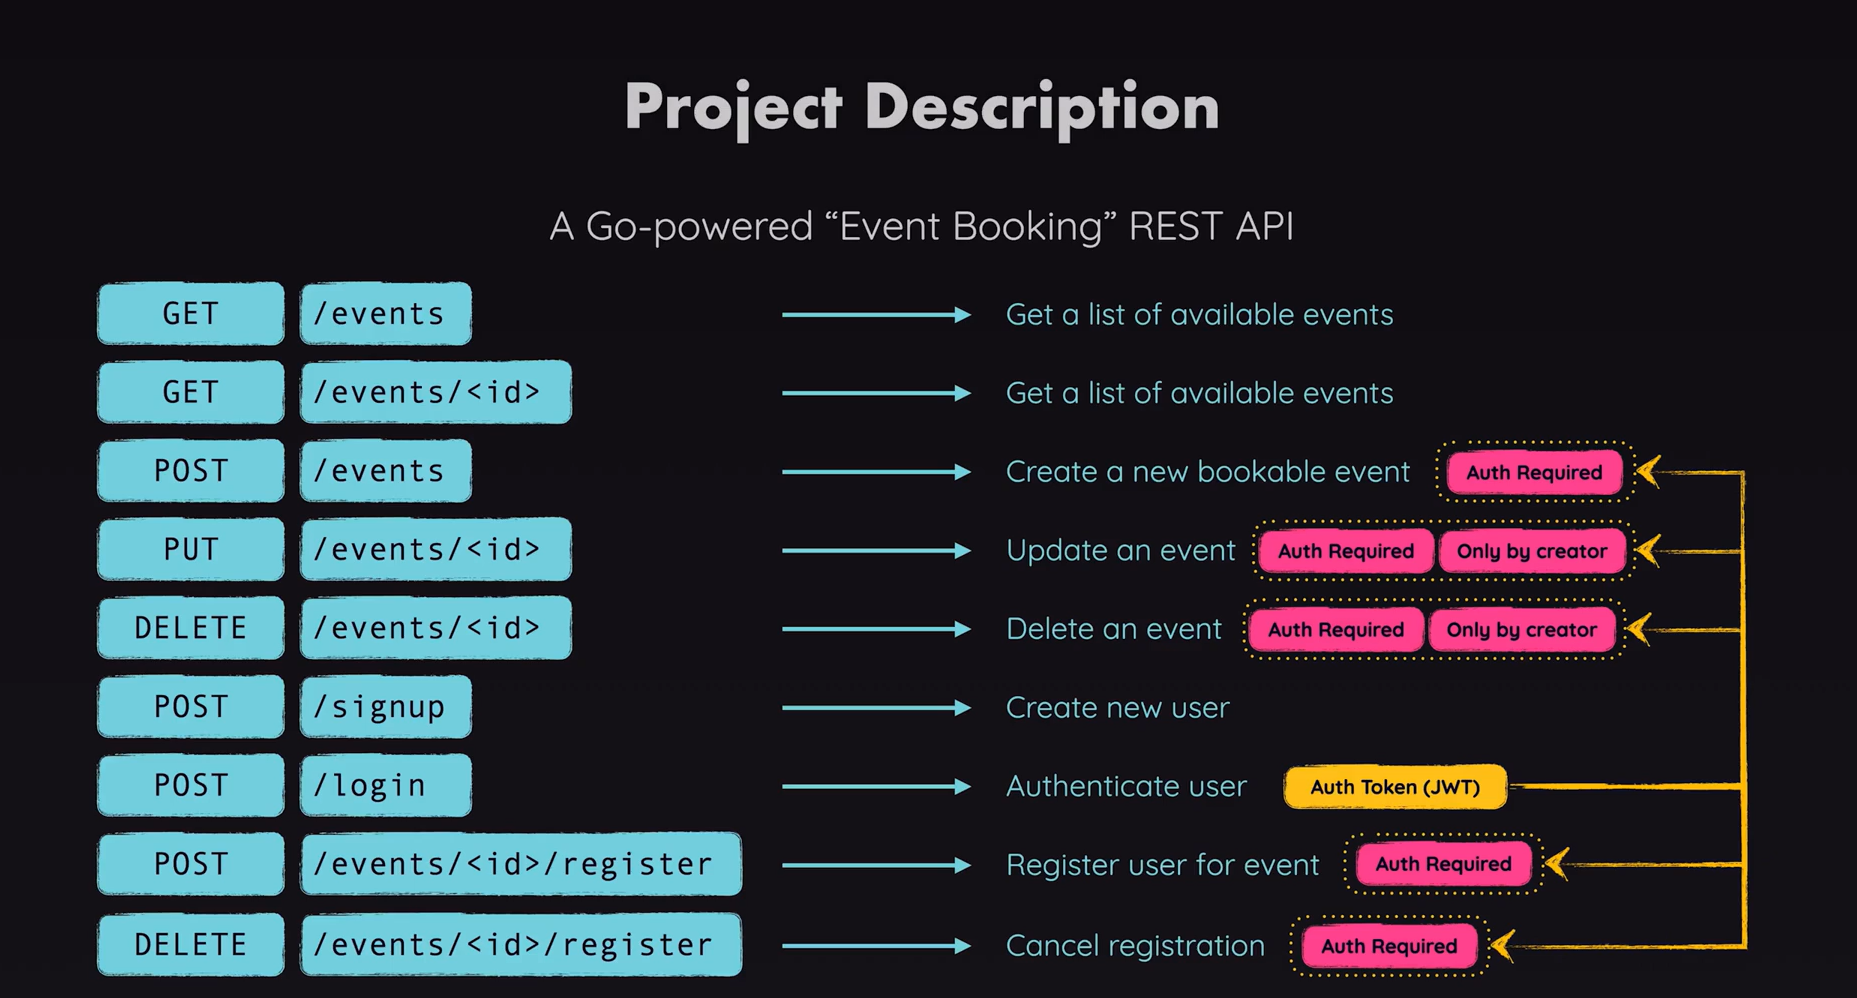 Project Description
A Go-powered “Event Booking” REST API
GET /events Get a list of available events
GET /events/<id> Get a list of available events
POST /events Create a new bookable event Auth Required
PUT /events/<id> Update an event Auth Required Only by creator
DELETE /events/<id> Delete an event Auth Required Only by creator
POST /signup Create new user
POST /login Authenticate user Auth Token (JWT)
POST /events/<id>/register Register user for event Auth Required
DELETE /events/<id>/register Cancel registration Auth Required